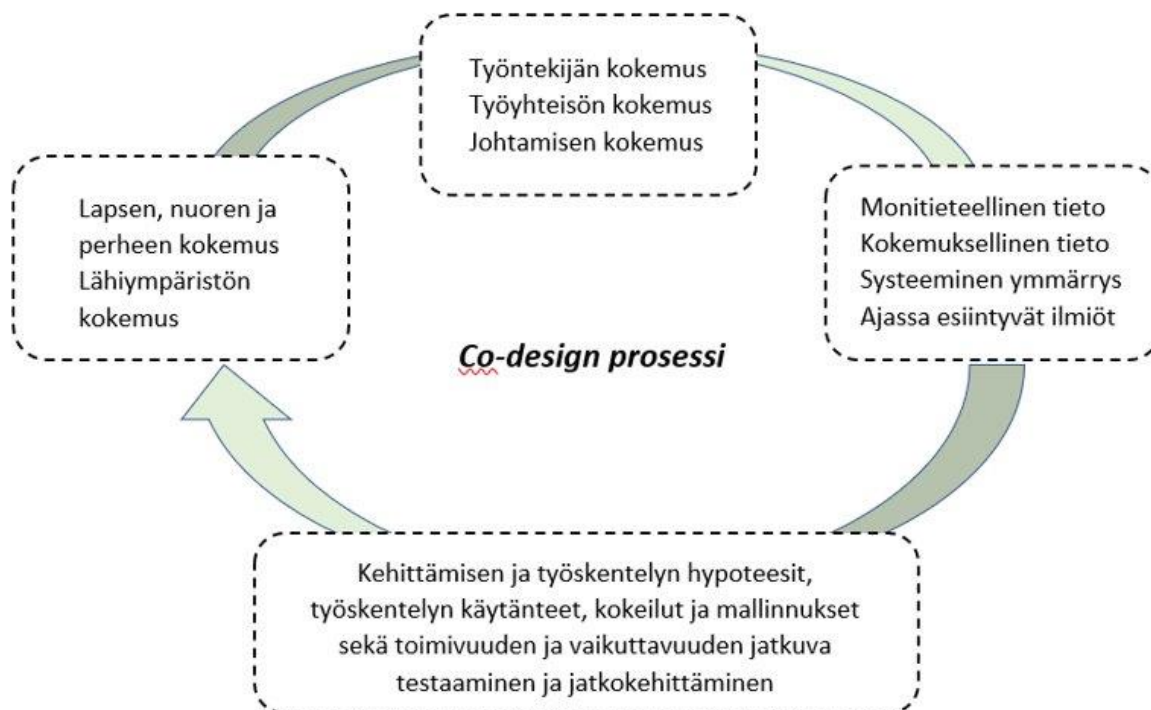 Työntekijän kokemus
Työyhteisön kokemus
Johtamisen kokemus
Lapsen, nuoren ja
perheen kokemus
Lähiympäristön
kokemus
Monitieteellinen tieto
Kokemuksellinen tieto
Systeeminen ymmärrys
Ajassa esiintyvät ilmiöt
Co-design prosessi
Kehittämisen ja työskentelyn hypoteesit,
työskentelyn käytänteet, kokeilut ja mallinnukset
sekä toimivuuden ja vaikuttavuuden jatkuva
testaaminen ja jatkokehittäminen